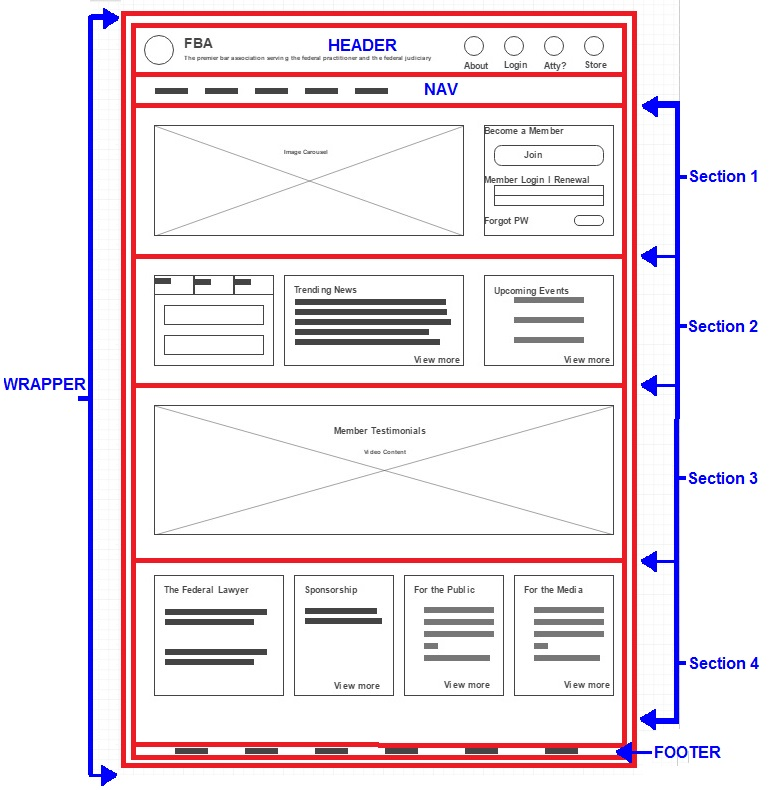 FBA
HEADER
The premier bar association serving the federal practitioner and the federal judiciary
About
Login
Atty?
Store
NAV
Image Carousel
Become a Member
Join
Member Login | Renewal
Forgot PW
Section 1
Trending News
View more
Upcoming Events
View more
Section 2
WRAPPER
Member Testimonials
Video Content
Section 3
The Federal Lawyer
Sponsorship
View more
For the Public
View more
For the Media
View more
Section 4
FOOTER